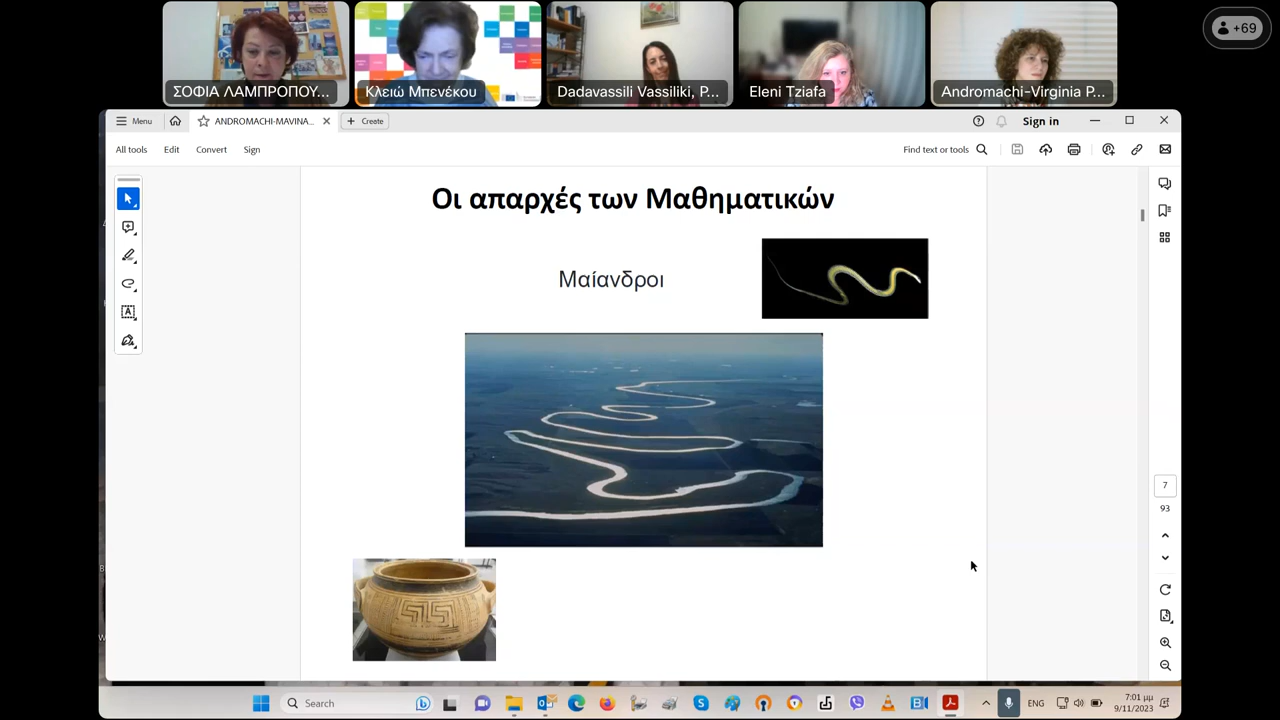 +69
ΣΟΦΙΑ ΛΑΜΠΡΟΠΟΥ...
Κλειώ Μπενέκου
Dadavassili Vassiliki, P...
Eleni Tziafa
Andromachi-Virginia P...
Menu
ANDROMACHI-MAVINA...
Create
Sign in
All tools
Edit
Convert
Sign
Find text or tools
Οι απαρχές των Μαθηματικών
Μαίανδροι
7
93
Search
ENG
7:01 μμ
9/11/2023